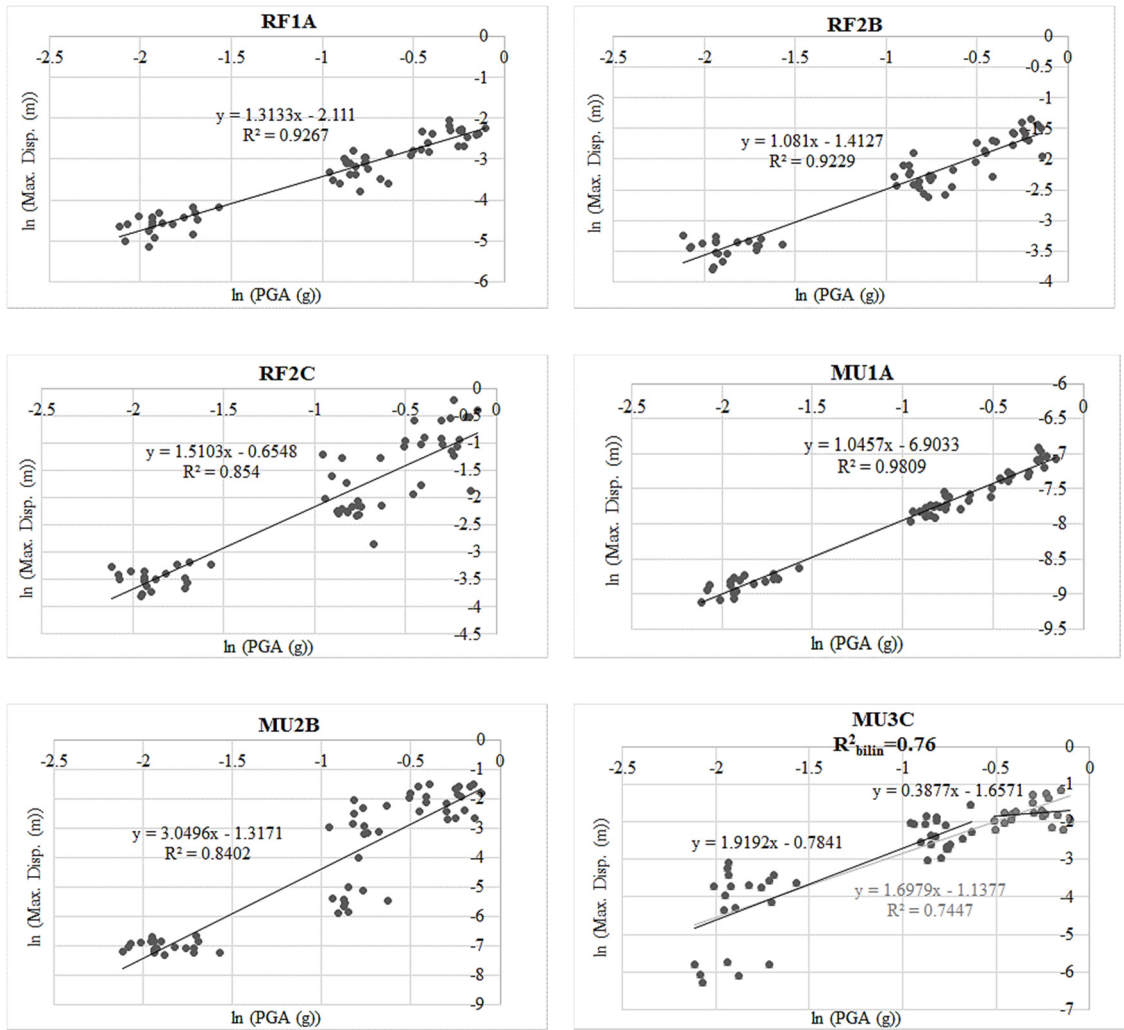 RF1A
-2.5 -2 -1.5 -1 -0.5 0
0
-1
-2
-3
-4
-5
-6
y = 1.3133x - 2.111
R² = 0.9267
ln (Max. Disp. (m))
ln (PGA (g))
RF2B
-2.5 -2 -1.5 -1 -0.5 0
0
-0.5
-1
-1.5
-2
-2.5
-3
-3.5
-4
y = 1.081x - 1.4127
R² = 0.9229
ln (Max. Disp. (m))
ln (PGA (g))
RF2C
-2.5 -2 -1.5 -1 -0.5 0
0
-0.5
-1
-1.5
-2
-2.5
-3
-3.5
-4
-4.5
y = 1.5103x - 0.6548
R² = 0.854
ln (Max. Disp. (m))
ln (PGA (g))
MU1A
-2.5 -2 -1.5 -1 -0.5 0
-6
-6.5
-7
-7.5
-8
-8.5
-9
-9.5
y = 1.0457x - 6.9033
R² = 0.9809
ln (Max. Disp. (m))
ln (PGA (g))
MU2B
-2.5 -2 -1.5 -1 -0.5 0
0
-1
-2
-3
-4
-5
-6
-7
-8
-9
y = 3.0496x - 1.3171
R² = 0.8402
ln (Max. Disp. (m))
ln (PGA (g))
MU3C
R²bilin=0.76
-2.5 -2 -1.5 -1 -0.5 0
0
-1
-2
-3
-4
-5
-6
-7
y = 0.3877x - 1.6571
y = 1.9192x - 0.7841
y = 1.6979x - 1.1377
R² = 0.7447
ln (Max. Disp. (m))
ln (PGA (g))